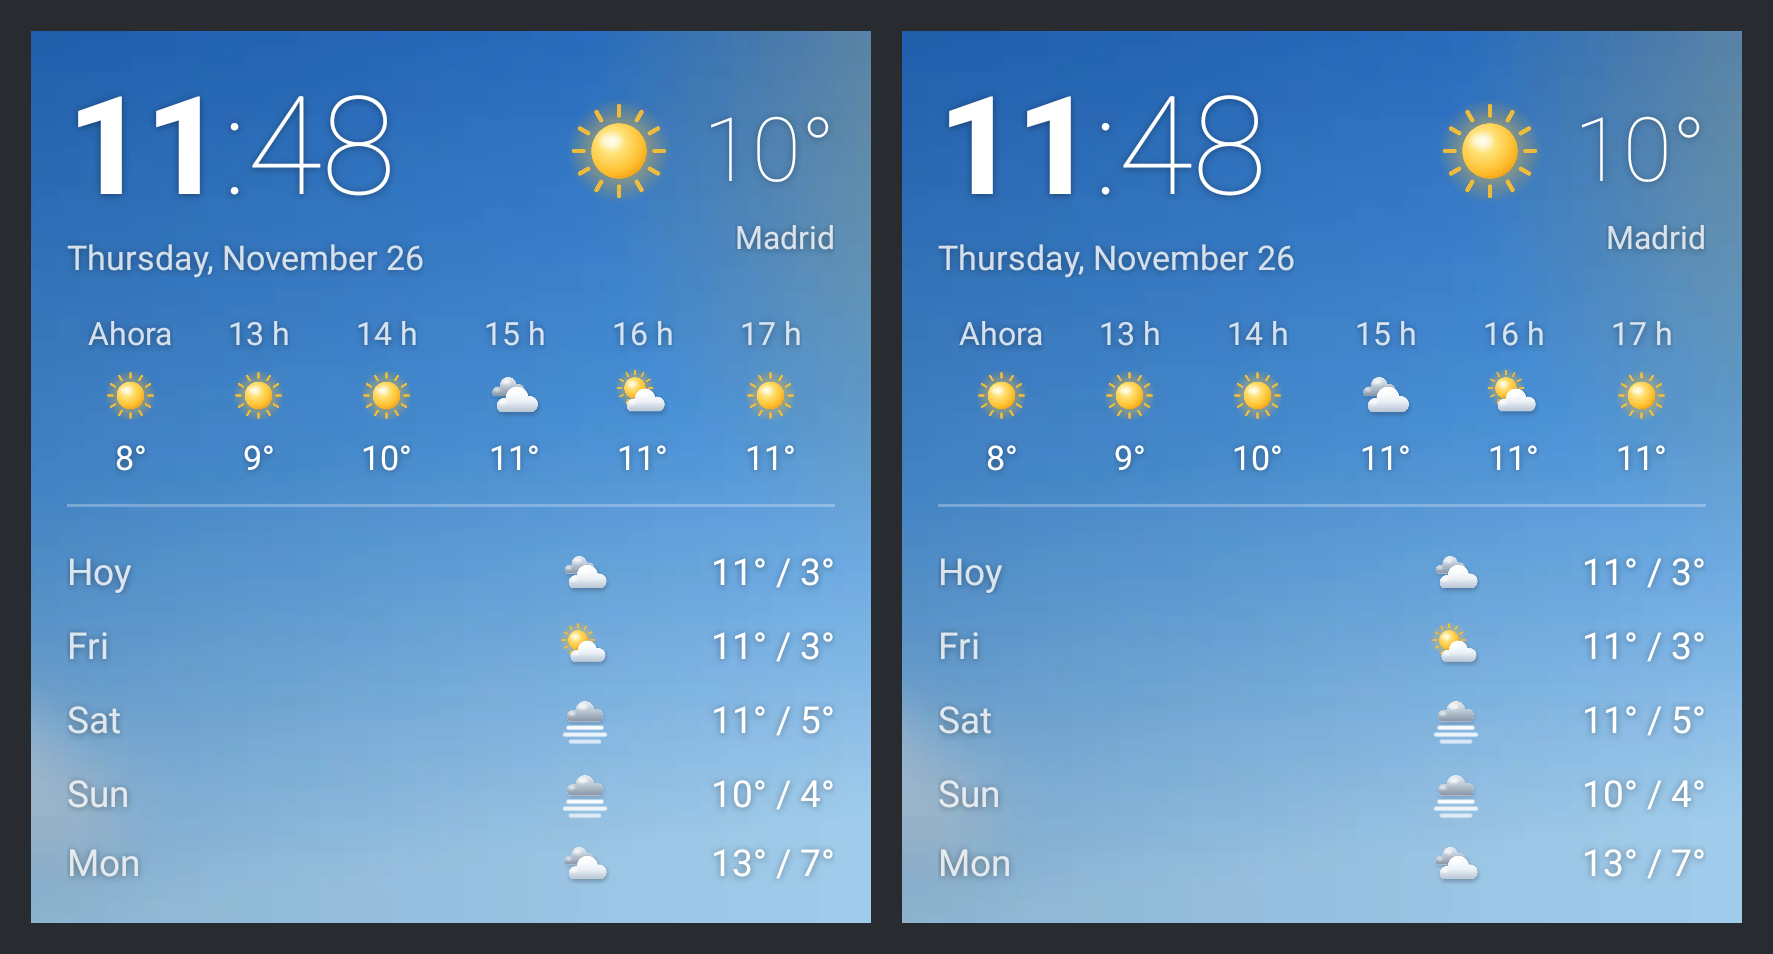 11:48
10°
Madrid
Thursday, November 26
Ahora 13 h 14 h 15 h 16 h 17 h
8° 9° 10° 11° 11° 11°
Hoy 11° / 3°
Fri 11° / 3°
Sat 11° / 5°
Sun 10° / 4°
Mon 13° / 7°
11:48
10°
Madrid
Thursday, November 26
Ahora 13 h 14 h 15 h 16 h 17 h
8° 9° 10° 11° 11° 11°
Hoy 11° / 3°
Fri 11° / 3°
Sat 11° / 5°
Sun 10° / 4°
Mon 13° / 7°